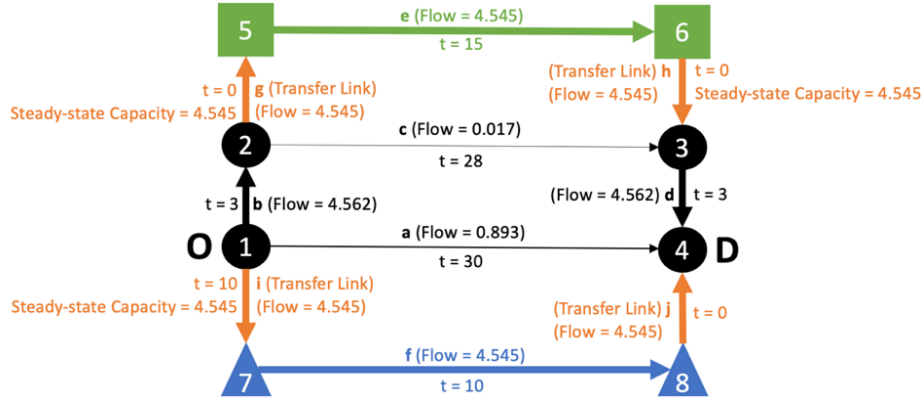 e (Flow = 4.545)
5
6
t = 15
t = 0
g (Transfer Link)
Steady-state Capacity = 4.545
(Flow = 4.545)
(Transfer Link) h
t = 0
(Flow = 4.545)
Steady-state Capacity = 4.545
c (Flow = 0.017)
2
3
t = 28
t = 3
b (Flow = 4.562)
(Flow = 4.562) d
t = 3
a (Flow = 0.893)
O
1
4
D
t = 30
t = 10
i (Transfer Link)
Steady-state Capacity = 4.545
(Flow = 4.545)
(Transfer Link) j
t = 0
(Flow = 4.545)
f (Flow = 4.545)
7
8
t = 10